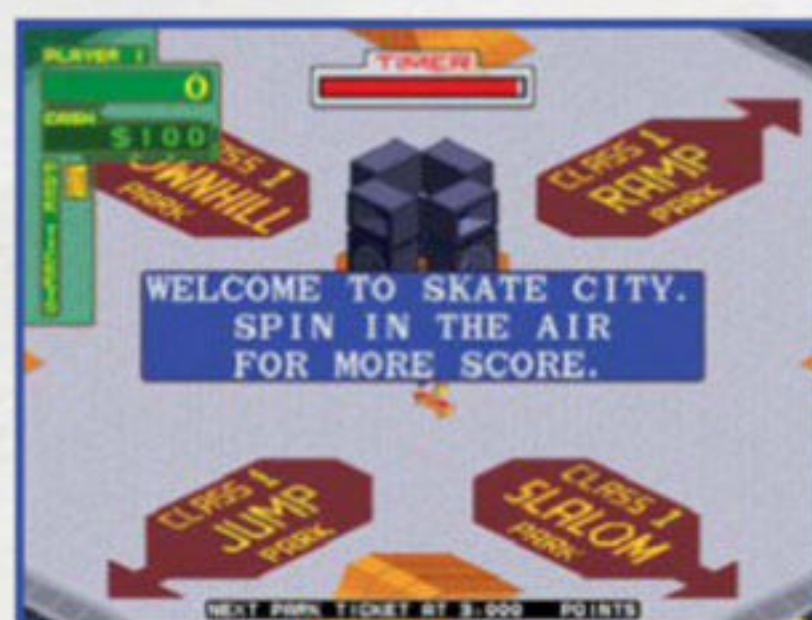 PLAYER 1
0
CASH
$100
TIMER
CLASS 1
DOWNHILL
PARK
CLASS 1
RAMP
PARK
WELCOME TO SKATE CITY.
SPIN IN THE AIR
FOR MORE SCORE.
CLASS 1
JUMP
PARK
CLASS 1
SLALOM
PARK
NEXT PARK TICKET AT 3,000 POINTS